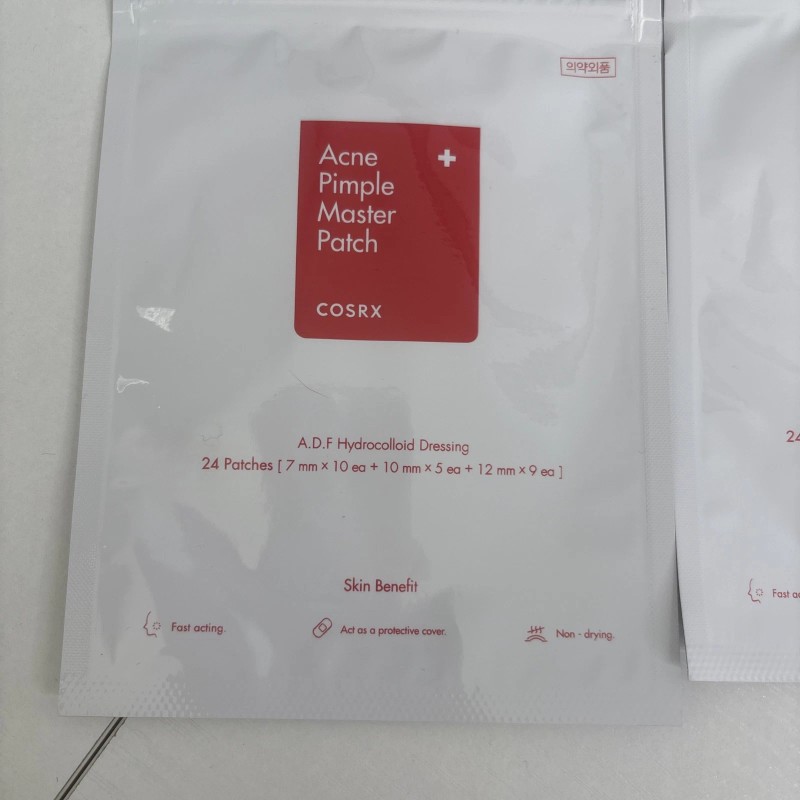 의약외품
Acne
Pimple
Master
Patch
COSRX
A.D.F Hydrocolloid Dressing
24 Patches [ 7 mm × 10 ea + 10 mm × 5 ea + 12 mm × 9 ea ]
Skin Benefit
Fast acting.
Act as a protective cover.
Non - drying.
24
Fast